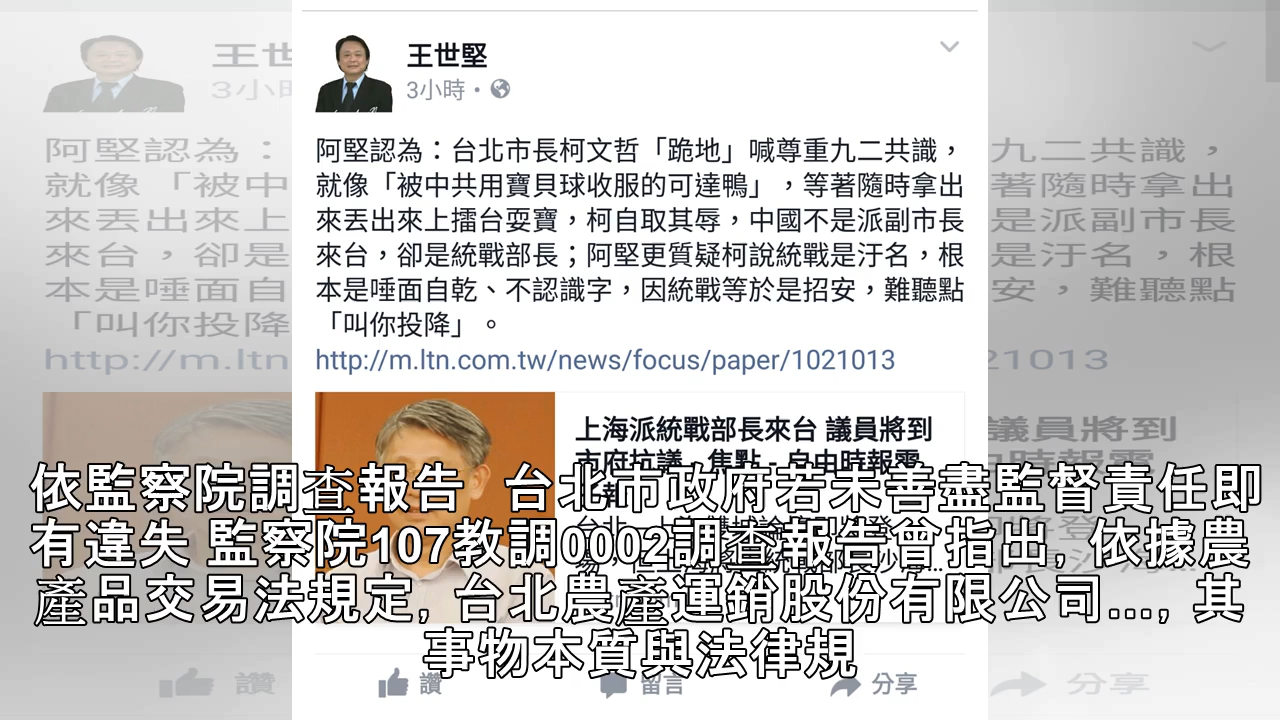 王世堅
3小時
阿堅認為：台北市長柯文哲「跪地」喊尊重九二共識，
就像「被中共用寶貝球收服的可達鴨」，等著隨時拿出
來丟出來上擂台耍寶，柯自取其辱，中國不是派副市長
來台，卻是統戰部長；阿堅更質疑柯說統戰是汙名，根
本是唾面自乾、不認識字，因統戰等於是招安，難聽點
「叫你投降」。
http://m.ltn.com.tw/news/focus/paper/1021013
上海派統戰部長來台 議員將到
市府抗議 - 焦點 - 自由時報電
依監察院調查報告 台北市政府若未善盡監督責任即
有違失 監察院107教調0002調查報告曾指出, 依據農
產品交易法規定, 台北農產運銷股份有限公司..., 其
事物本質與法律規
讚 留言 分享